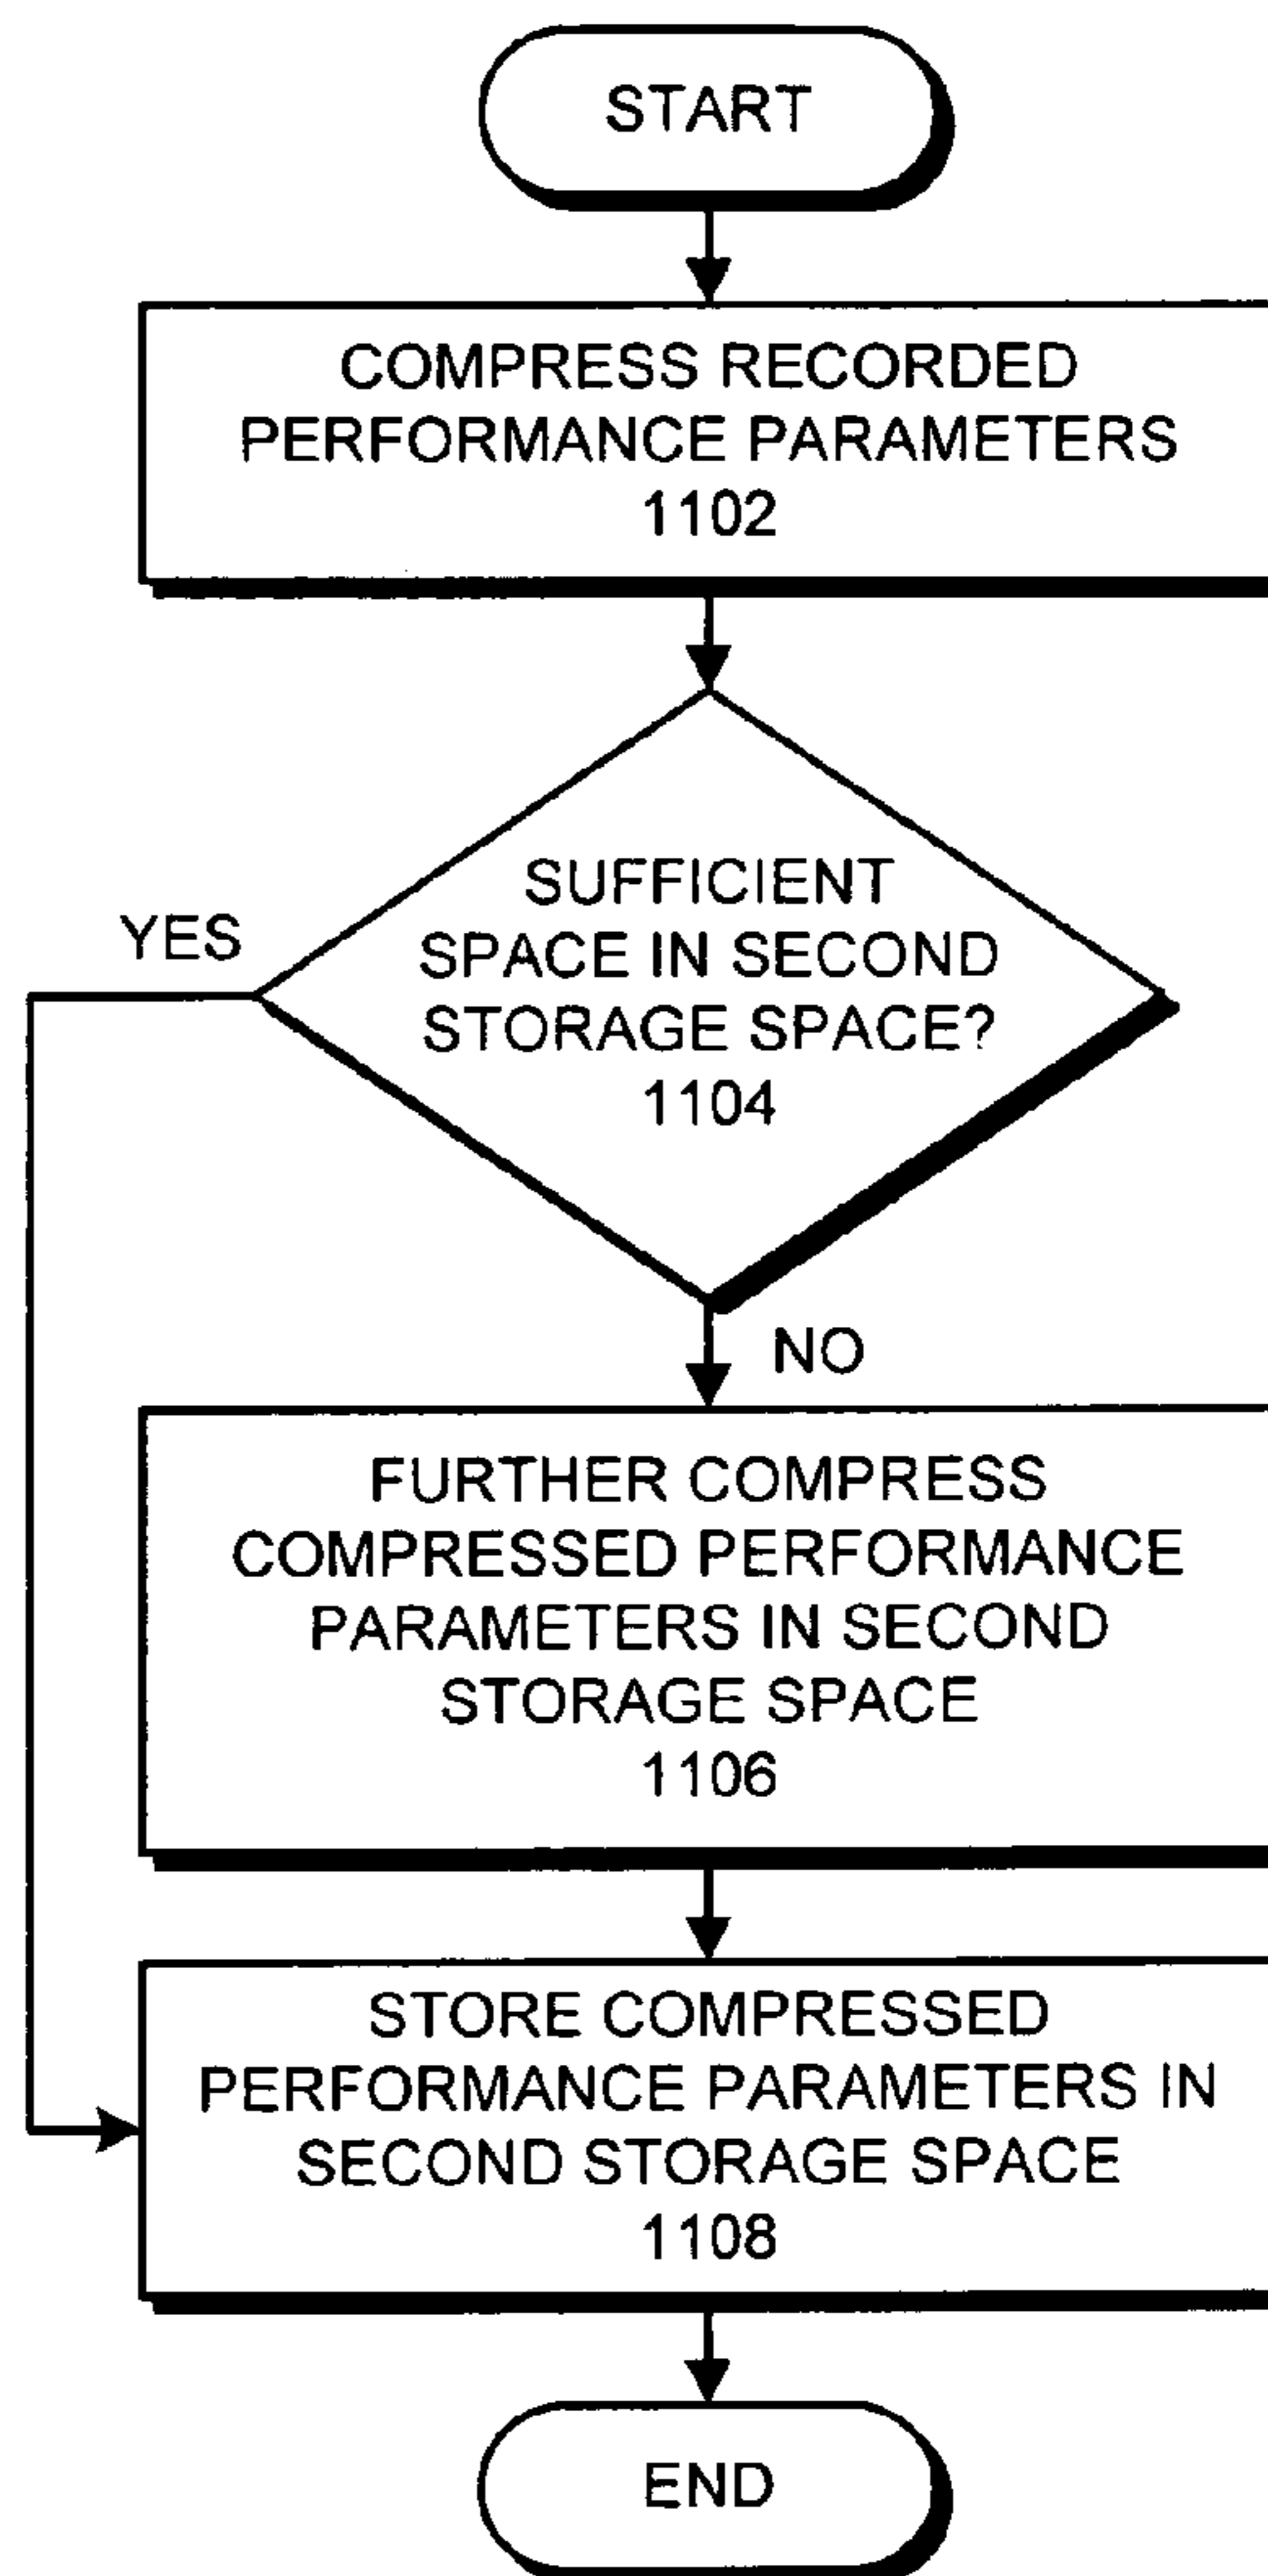 START
COMPRESS RECORDED
PERFORMANCE PARAMETERS
1102
SUFFICIENT
SPACE IN SECOND
STORAGE SPACE?
1104
YES
NO
FURTHER COMPRESS
COMPRESSED PERFORMANCE
PARAMETERS IN SECOND
STORAGE SPACE
1106
STORE COMPRESSED
PERFORMANCE PARAMETERS IN
SECOND STORAGE SPACE
1108
END